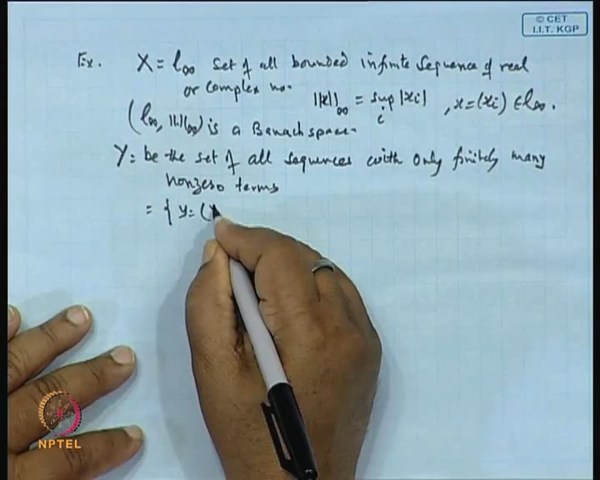 © CET
I.I.T. KGP
Ex. X = l∞ set of all bounded infinite sequence of real
or complex no. ||x||∞ = sup |xi| , x=(xi) ∈ l∞.
i
(l∞, ||·||∞) is a Banach space.
Y = be the set of all sequences with only finitely many
nonzero terms
= { y = (
NPTEL